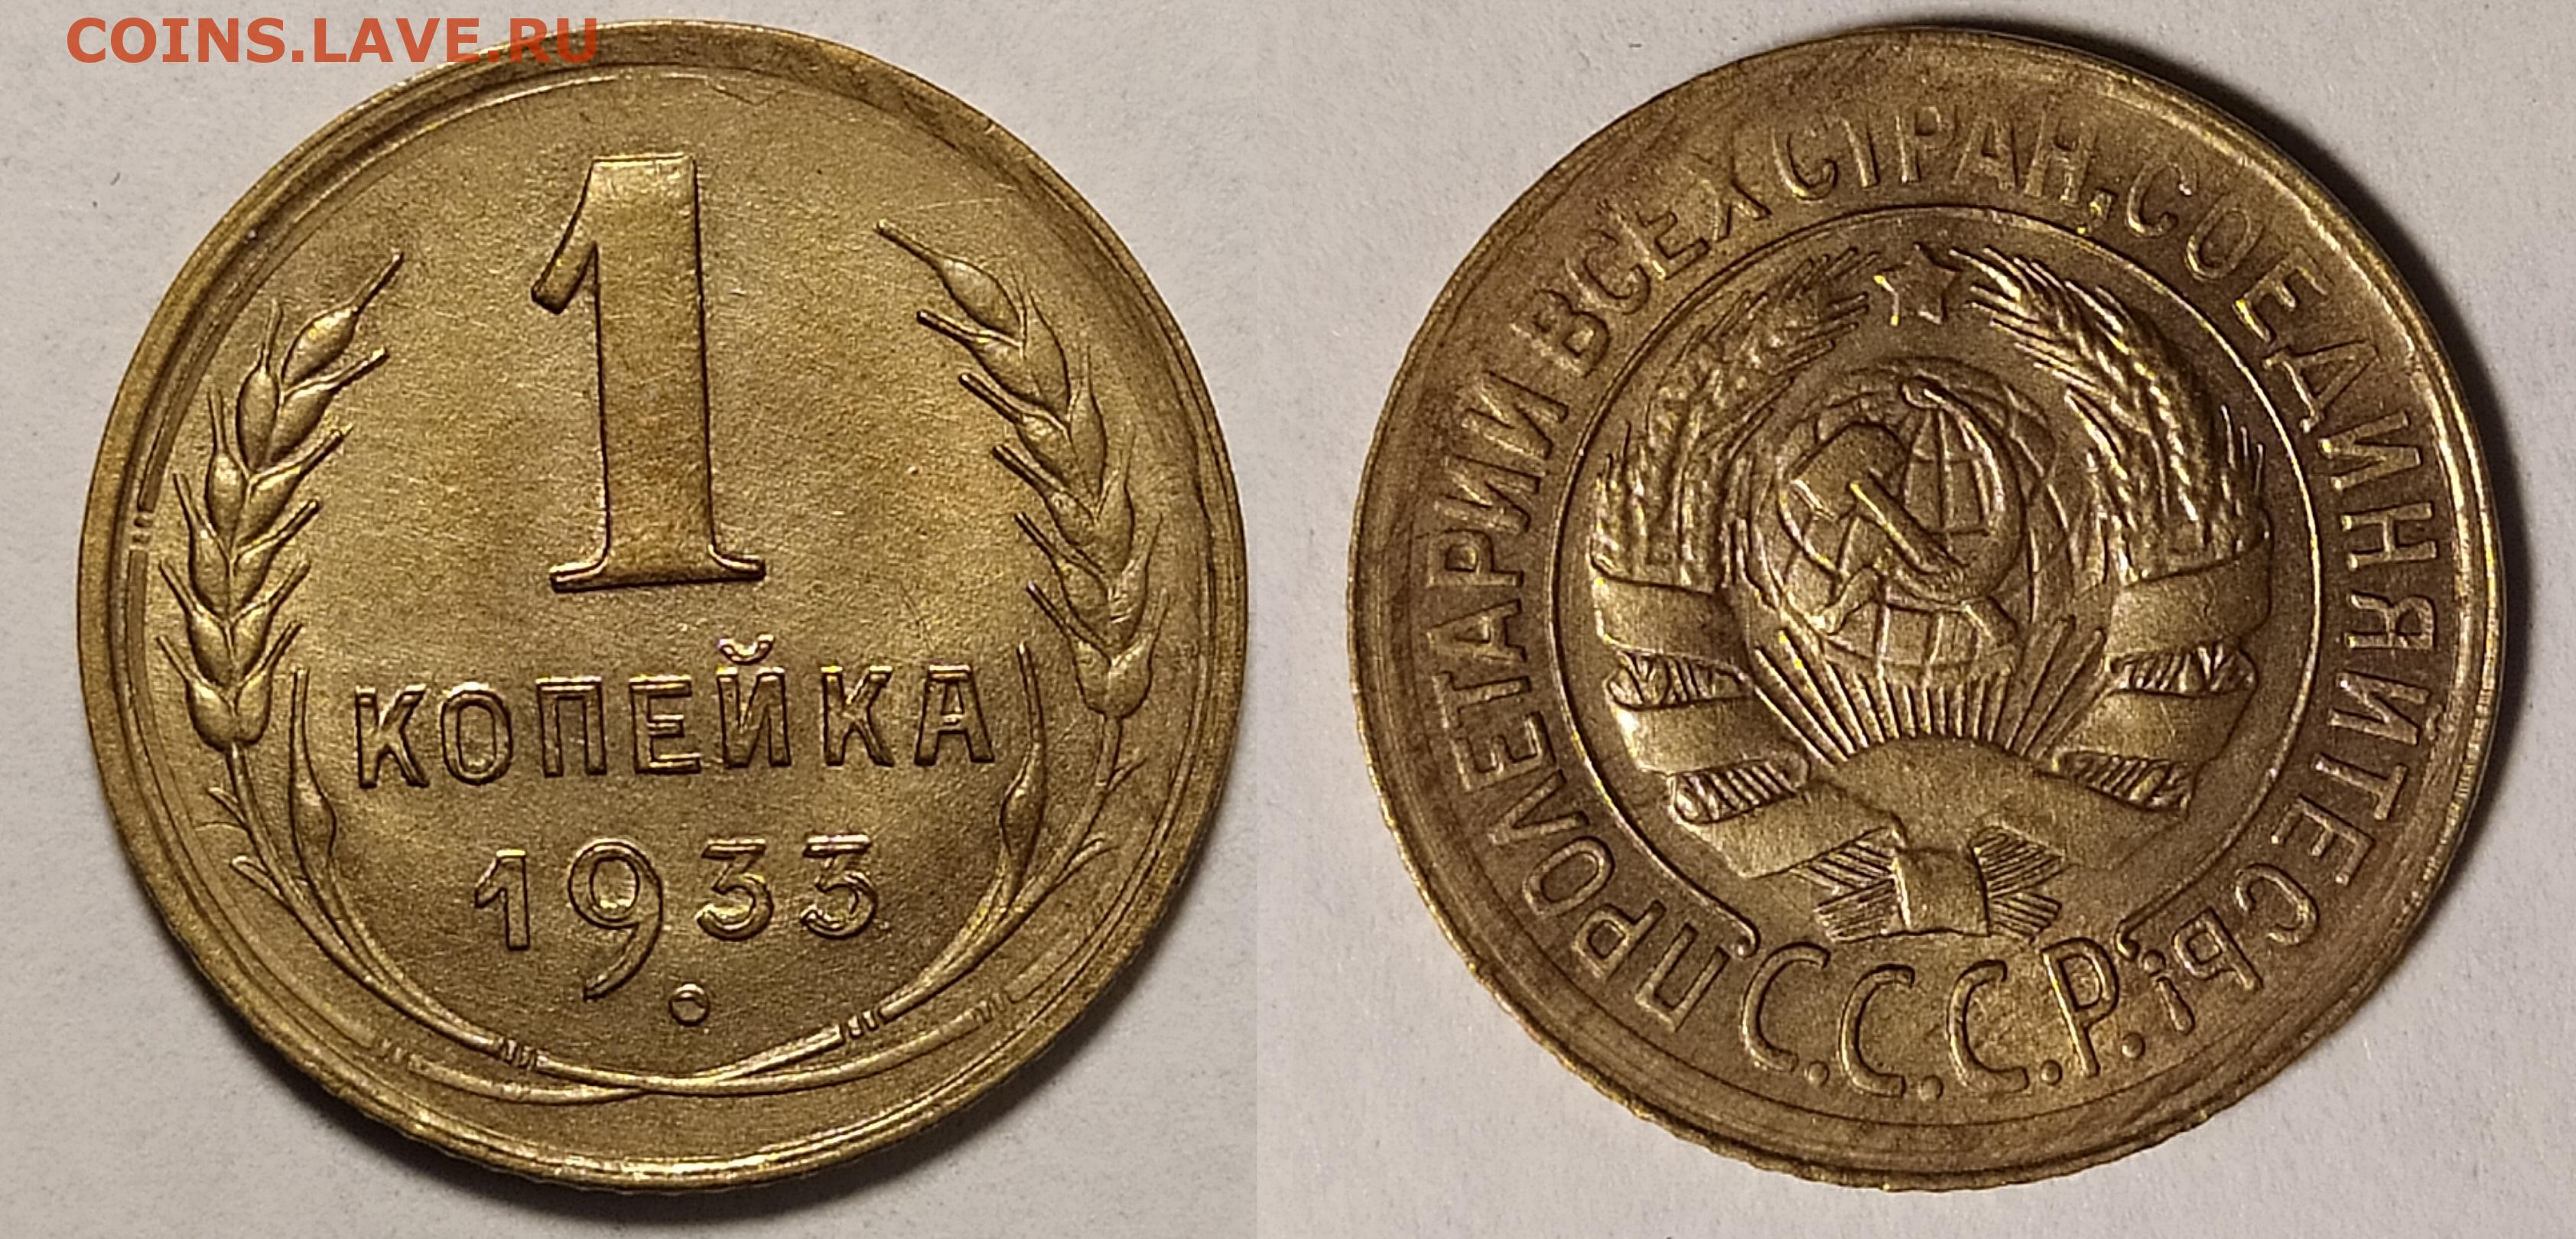 COINS.LAVE.RU
1
КОПЕЙКА
1933
ПРОЛЕТАРИИ ВСЕХ СТРАН, СОЕДИНЯЙТЕСЬ!
С.С.С.Р.